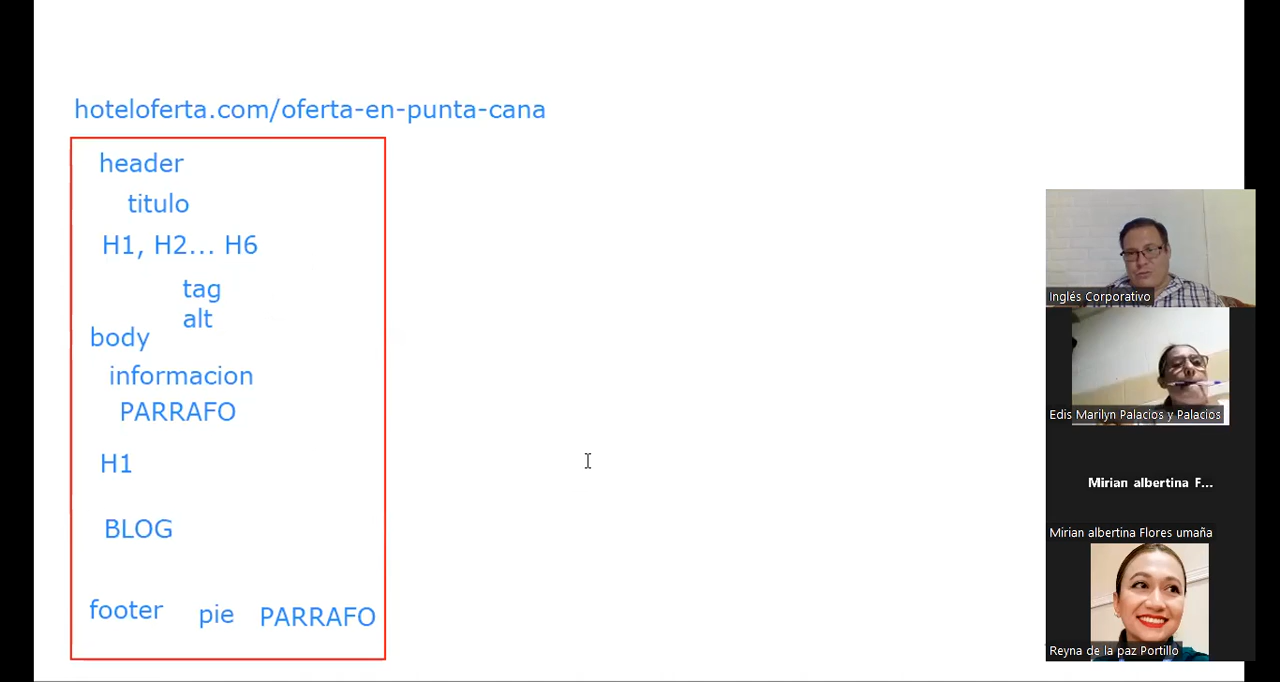 hoteloferta.com/oferta-en-punta-cana
header
titulo
H1, H2... H6
tag
alt
body
informacion
PARRAFO
H1
BLOG
footer pie PARRAFO
Inglés Corporativo
Edis Marilyn Palacios y Palacios
Mirian albertina F...
Mirian albertina Flores umaña
Reyna de la paz Portillo